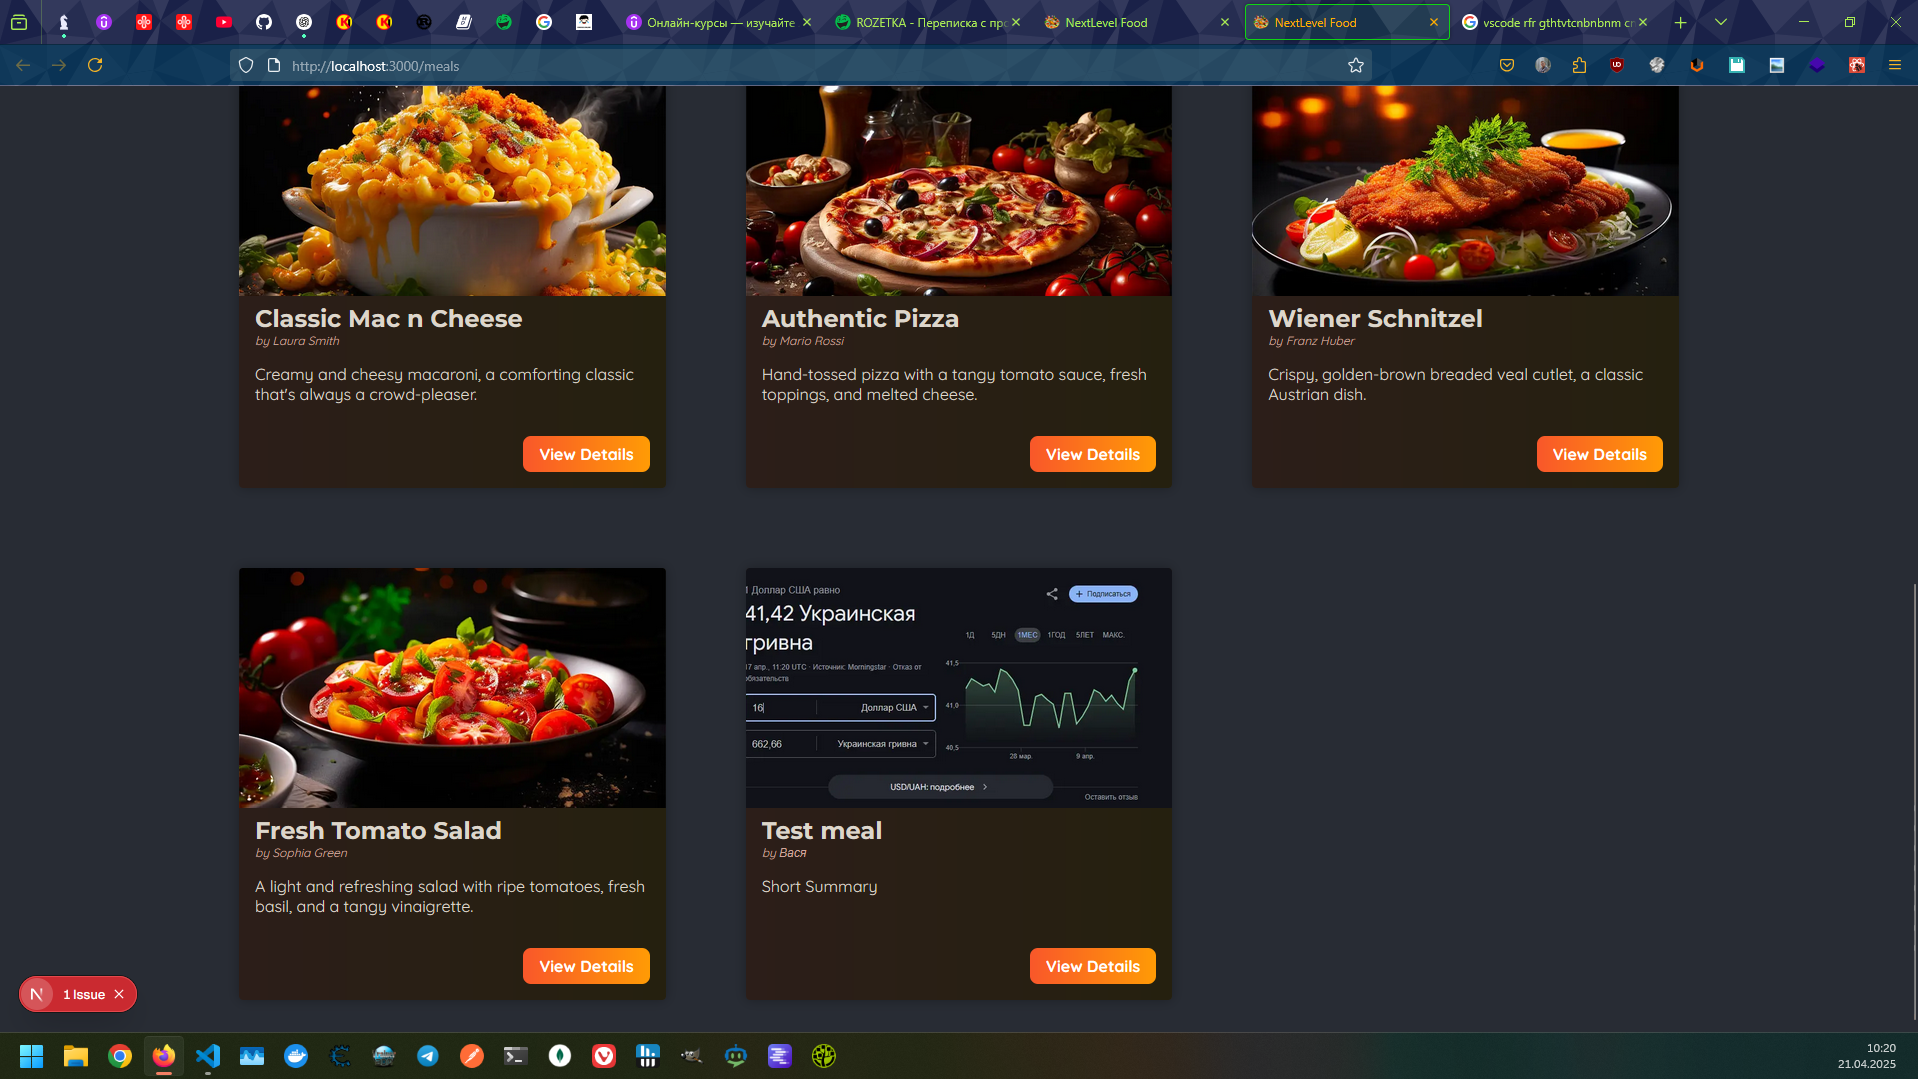 Онлайн-курсы — изучайте
ROZETKA - Переписка с про
NextLevel Food
NextLevel Food
vscode rfr gthtvtcnbnbnm cn
http://localhost:3000/meals
Classic Mac n Cheese
by Laura Smith
Creamy and cheesy macaroni, a comforting classic
that's always a crowd-pleaser.
View Details
Authentic Pizza
by Mario Rossi
Hand-tossed pizza with a tangy tomato sauce, fresh
toppings, and melted cheese.
View Details
Wiener Schnitzel
by Franz Huber
Crispy, golden-brown breaded veal cutlet, a classic
Austrian dish.
View Details
Fresh Tomato Salad
by Sophia Green
A light and refreshing salad with ripe tomatoes, fresh
basil, and a tangy vinaigrette.
View Details
Доллар США равно
41,42 Украинская
гривна
17 апр., 11:20 UTC · Источник: Morningstar · Отказ от
обязательств
16
Доллар США
662,66
Украинская гривна
+ Подписаться
1Д 5ДН 1МЕС 1ГОД 5ЛЕТ МАКС.
41,5
41,0
40,5
28 мар. 9 апр.
USD/UAH: подробнее
Оставить отзыв
Test meal
by Вася
Short Summary
View Details
N 1 Issue
10:20
21.04.2025